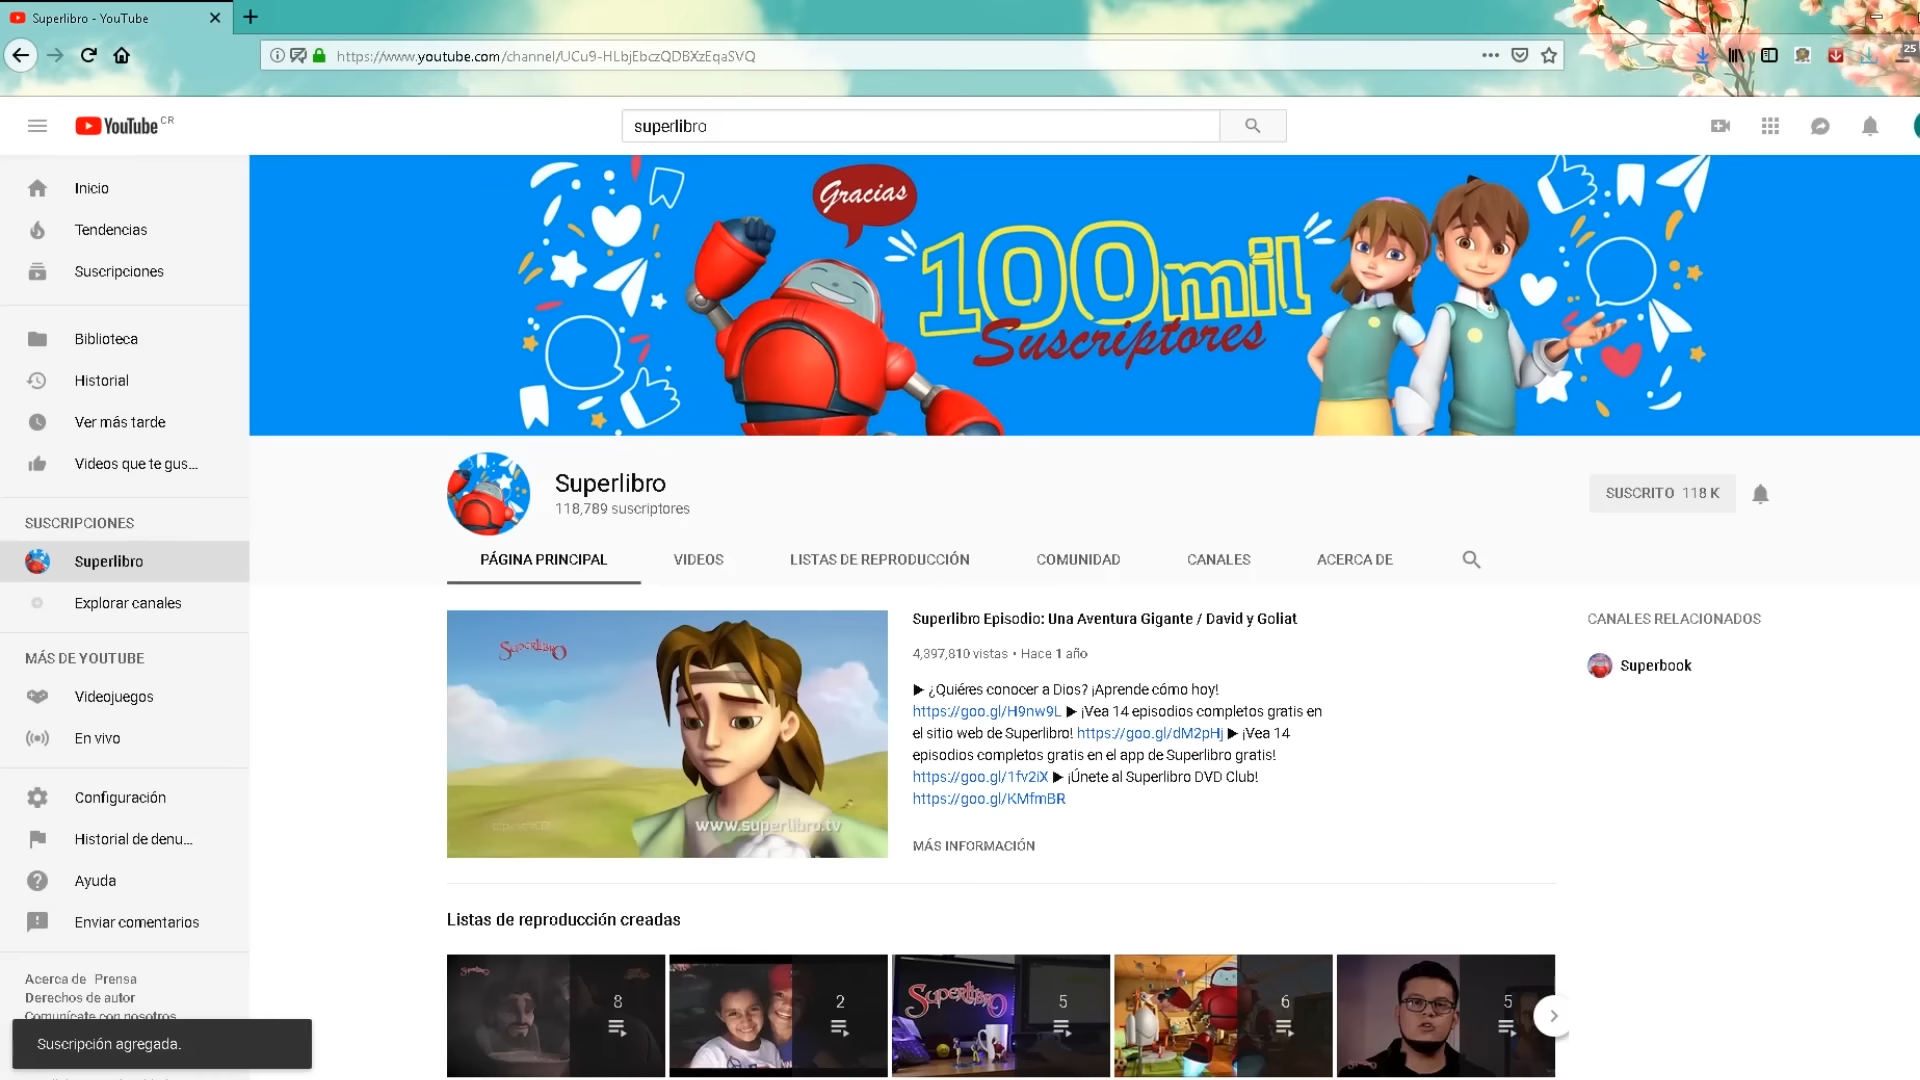 Superlibro - YouTube
https://www.youtube.com/channel/UCu9-HLbjEbczQDBXzEqaSVQ
25
YouTube CR
superlibro
Inicio
Tendencias
Suscripciones
Biblioteca
Historial
Ver más tarde
Videos que te gus...
SUSCRIPCIONES
Superlibro
Explorar canales
MÁS DE YOUTUBE
Videojuegos
En vivo
Configuración
Historial de denu...
Ayuda
Enviar comentarios
Acerca de Prensa
Derechos de autor
Comunícate con nosotros
Suscripción agregada.
Gracias
100mil
Suscriptores
Superlibro
118,789 suscriptores
SUSCRITO 118 K
PÁGINA PRINCIPAL
VIDEOS
LISTAS DE REPRODUCCIÓN
COMUNIDAD
CANALES
ACERCA DE
SUPERLIBRO
www.superlibro.tv
Superlibro Episodio: Una Aventura Gigante / David y Goliat
4,397,810 vistas • Hace 1 año
► ¿Quiéres conocer a Dios? ¡Aprende cómo hoy!
https://goo.gl/H9nw9L ► ¡Vea 14 episodios completos gratis en
el sitio web de Superlibro! https://goo.gl/dM2pHj ► ¡Vea 14
episodios completos gratis en el app de Superlibro gratis!
https://goo.gl/1fv2iX ► ¡Únete al Superlibro DVD Club!
https://goo.gl/KMfmBR
MÁS INFORMACIÓN
CANALES RELACIONADOS
Superbook
Listas de reproducción creadas
8
2
SUPERLIBRO
5
6
5